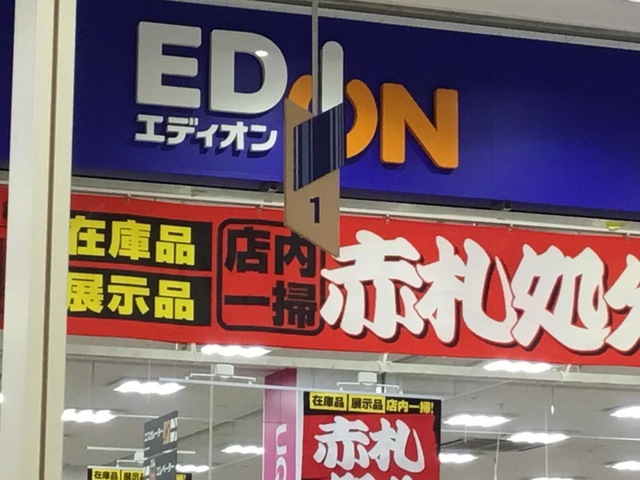 EDION
エディオン
1
在庫品
展示品
店内
一掃
赤札処分
在庫品 展示品 店内一掃!
赤札